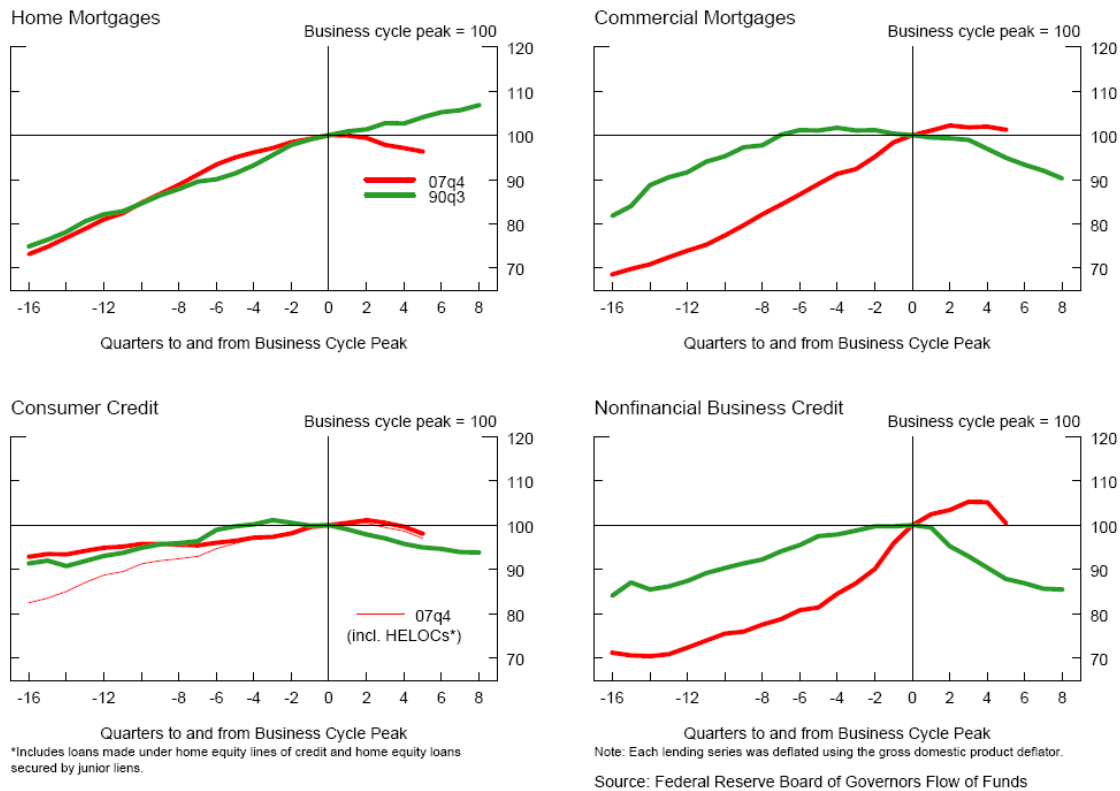 Home Mortgages
Business cycle peak = 100
120
110
100
90
80
70
07q4
90q3
-16 -12 -8 -6 -4 -2 0 2 4 6 8
Quarters to and from Business Cycle Peak
Commercial Mortgages
Business cycle peak = 100
120
110
100
90
80
70
-16 -12 -8 -6 -4 -2 0 4 8
Quarters to and from Business Cycle Peak
Consumer Credit
Business cycle peak = 100
120
110
100
90
80
70
07q4
(incl. HELOCs*)
-16 -12 -8 -6 -4 -2 0 2 4 6 8
Quarters to and from Business Cycle Peak
*Includes loans made under home equity lines of credit and home equity loans
secured by junior liens.
Nonfinancial Business Credit
Business cycle peak = 100
120
110
100
90
80
70
-16 -12 -8 -6 -4 -2 0 4 8
Quarters to and from Business Cycle Peak
Note: Each lending series was deflated using the gross domestic product deflator.
Source: Federal Reserve Board of Governors Flow of Funds